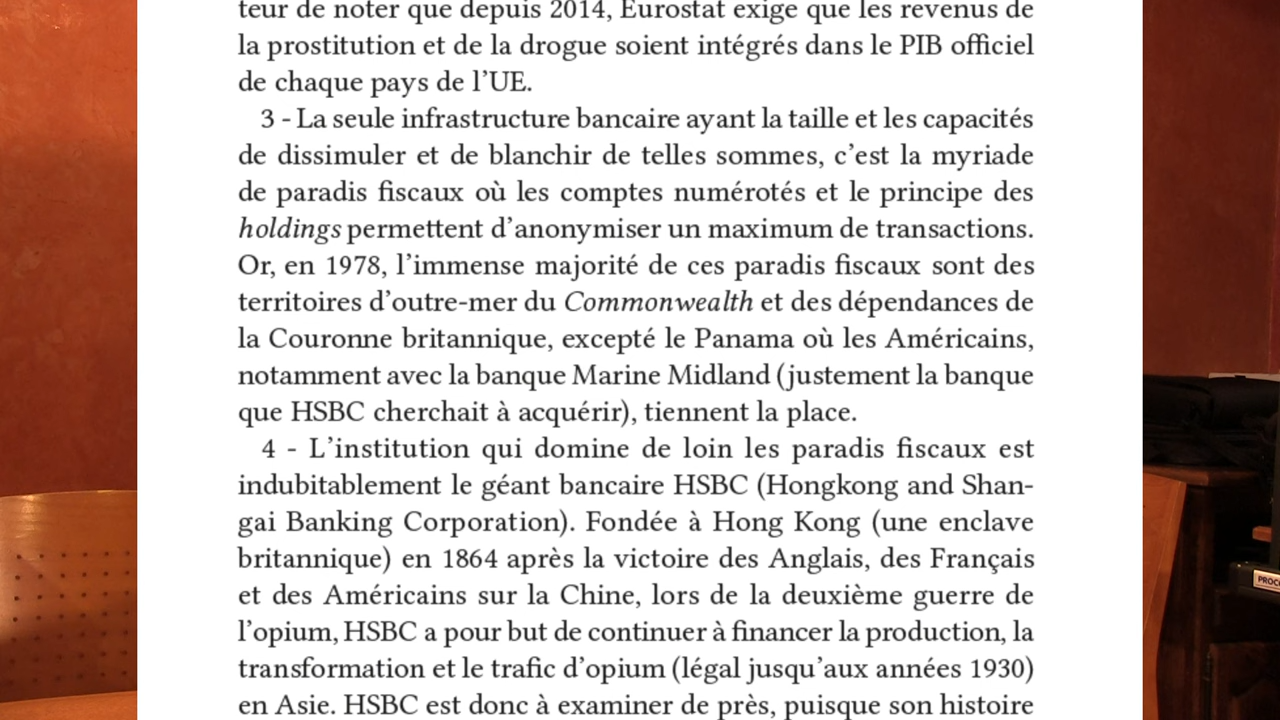 teur de noter que depuis 2014, Eurostat exige que les revenus de
la prostitution et de la drogue soient intégrés dans le PIB officiel
de chaque pays de l'UE.
3 - La seule infrastructure bancaire ayant la taille et les capacités
de dissimuler et de blanchir de telles sommes, c'est la myriade
de paradis fiscaux où les comptes numérotés et le principe des
holdings permettent d'anonymiser un maximum de transactions.
Or, en 1978, l'immense majorité de ces paradis fiscaux sont des
territoires d'outre-mer du Commonwealth et des dépendances de
la Couronne britannique, excepté le Panama où les Américains,
notamment avec la banque Marine Midland (justement la banque
que HSBC cherchait à acquérir), tiennent la place.
4 - L'institution qui domine de loin les paradis fiscaux est
indubitablement le géant bancaire HSBC (Hongkong and Shan-
gai Banking Corporation). Fondée à Hong Kong (une enclave
britannique) en 1864 après la victoire des Anglais, des Français
et des Américains sur la Chine, lors de la deuxième guerre de
l'opium, HSBC a pour but de continuer à financer la production, la
transformation et le trafic d'opium (légal jusqu'aux années 1930)
en Asie. HSBC est donc à examiner de près, puisque son histoire